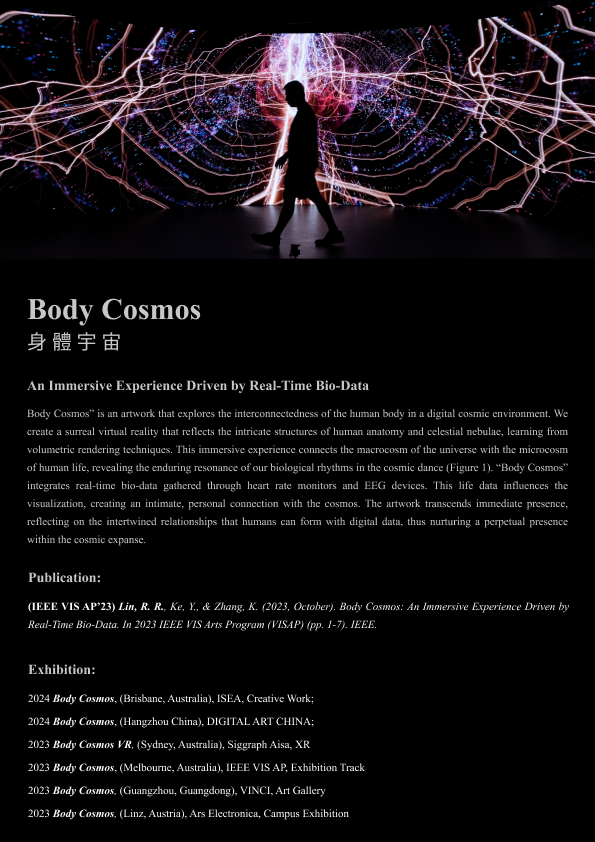 Body Cosmos
身體宇宙
An Immersive Experience Driven by Real-Time Bio-Data
Body Cosmos” is an artwork that explores the interconnectedness of the human body in a digital cosmic environment. We
create a surreal virtual reality that reflects the intricate structures of human anatomy and celestial nebulae, learning from
volumetric rendering techniques. This immersive experience connects the macrocosm of the universe with the microcosm
of human life, revealing the enduring resonance of our biological rhythms in the cosmic dance (Figure 1). “Body Cosmos”
integrates real-time bio-data gathered through heart rate monitors and EEG devices. This life data influences the
visualization, creating an intimate, personal connection with the cosmos. The artwork transcends immediate presence,
reflecting on the intertwined relationships that humans can form with digital data, thus nurturing a perpetual presence
within the cosmic expanse.
Publication:
(IEEE VIS AP’23) Lin, R. R., Ke, Y., & Zhang, K. (2023, October). Body Cosmos: An Immersive Experience Driven by
Real-Time Bio-Data. In 2023 IEEE VIS Arts Program (VISAP) (pp. 1-7). IEEE.
Exhibition:
2024 Body Cosmos, (Brisbane, Australia), ISEA, Creative Work;
2024 Body Cosmos, (Hangzhou China), DIGITAL ART CHINA;
2023 Body Cosmos VR, (Sydney, Australia), Siggraph Aisa, XR
2023 Body Cosmos, (Melbourne, Australia), IEEE VIS AP, Exhibition Track
2023 Body Cosmos, (Guangzhou, Guangdong), VINCI, Art Gallery
2023 Body Cosmos, (Linz, Austria), Ars Electronica, Campus Exhibition